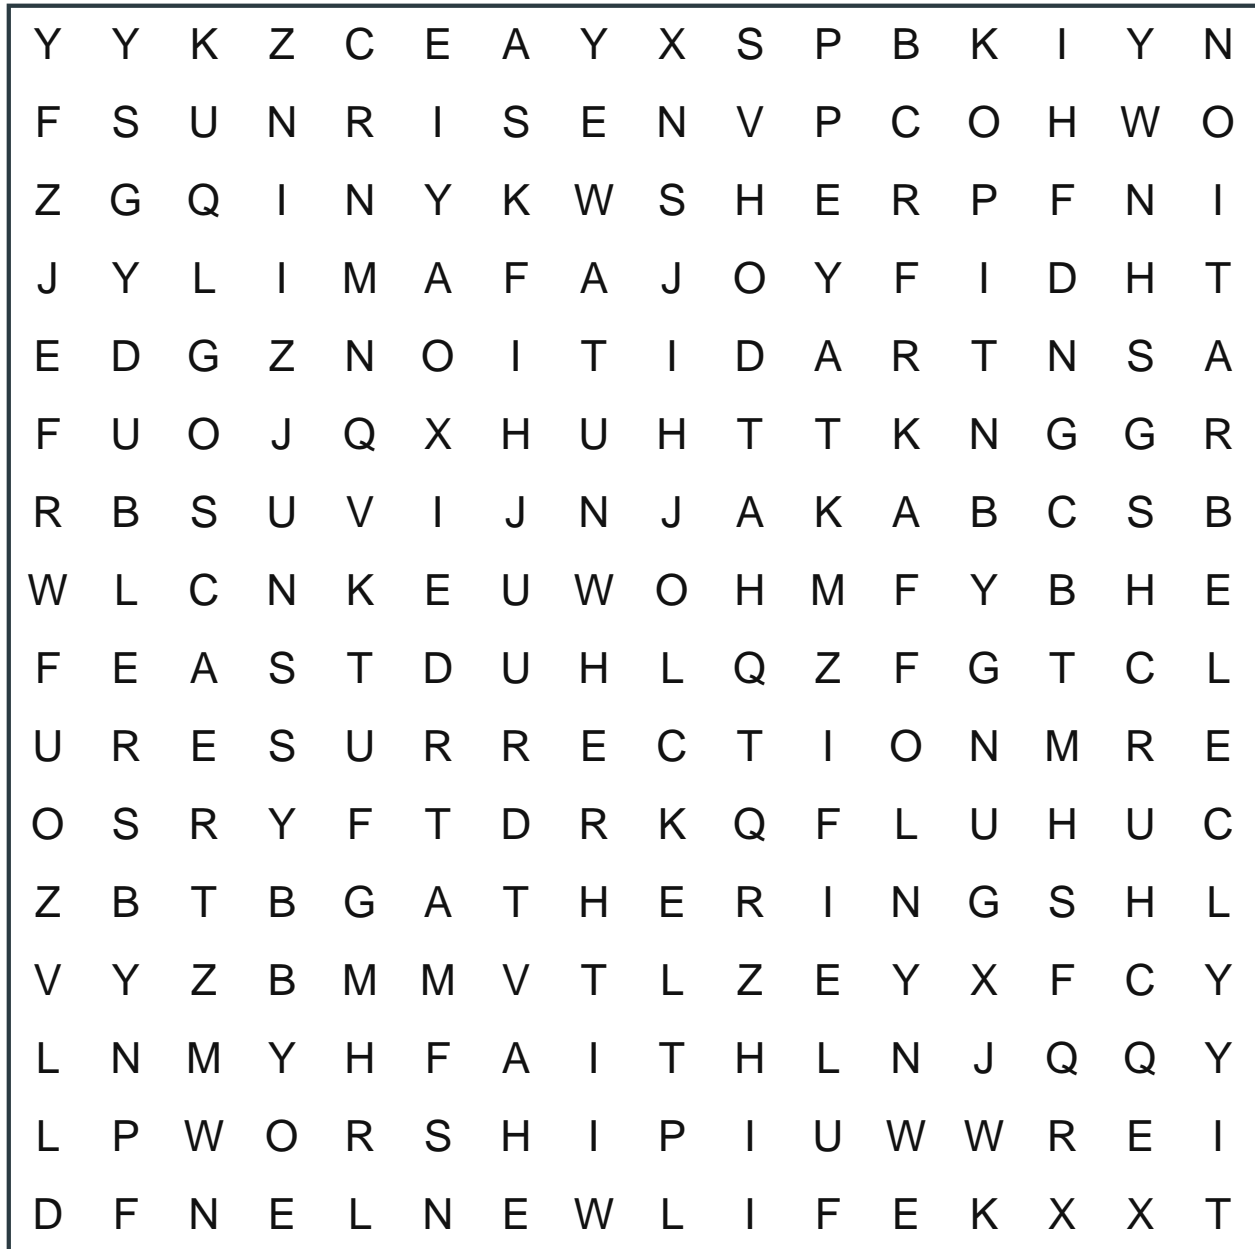 Y Y K Z C E A Y X S P B K I Y N
F S U N R I S E N V P C O H W O
Z G Q I N Y K W S H E R P F N I
J Y L I M A F A J O Y F I D H T
E D G Z N O I T I D A R T N S A
F U O J Q X H U H T T K N G G R
R B S U V I J N J A K A B C S B
W L C N K E U W O H M F Y B H E
F E A S T D U H L Q Z F G T C L
U R E S U R R E C T I O N M R E
O S R Y F T D R K Q F L U H U C
Z B T B G A T H E R I N G S H L
V Y Z B M M V T L Z E Y X F C Y
L N M Y H F A I T H L N J Q Q Y
L P W O R S H I P I U W W R E I
D F N E L N E W L I F E K X X T